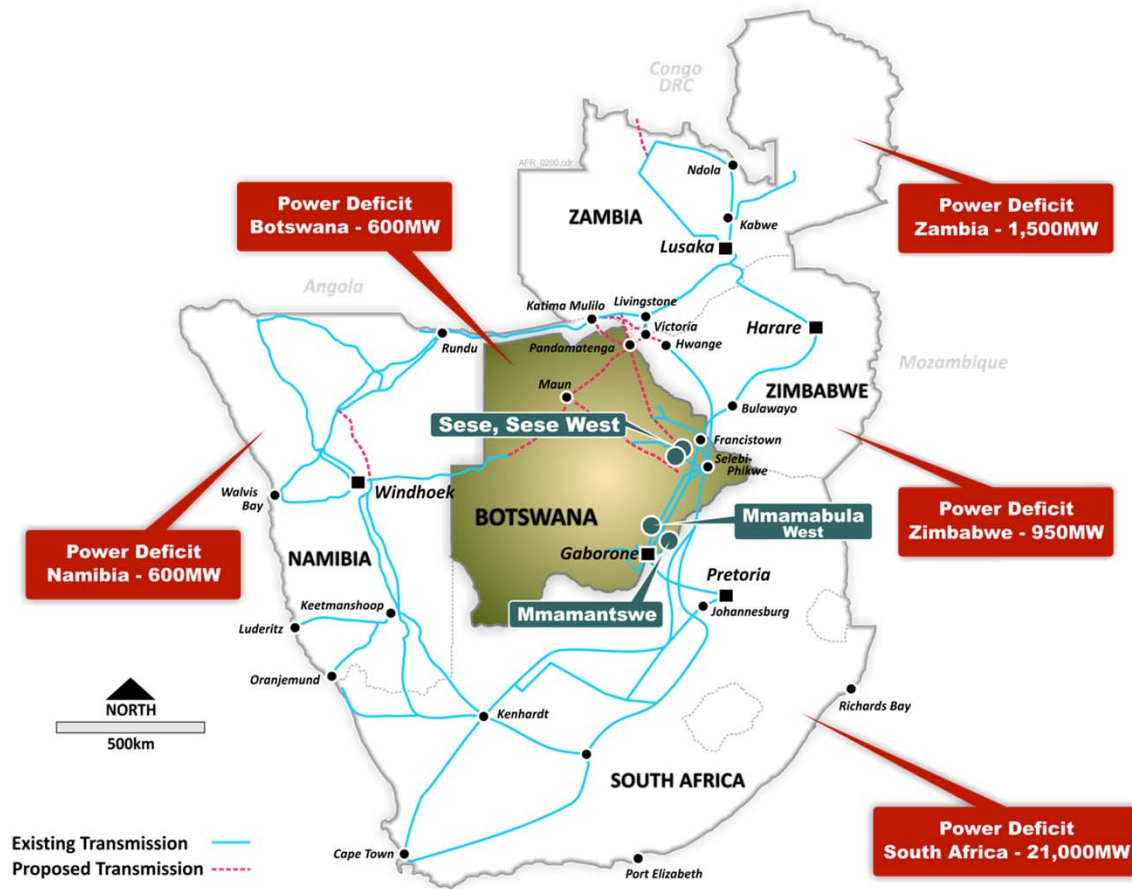 Congo
DRC
AFR_0200.cdr
Ndola
Power Deficit
Zambia - 1,500MW
Power Deficit
Botswana - 600MW
ZAMBIA
Kabwe
Lusaka
Angola
Katima Mulilo
Livingstone
Victoria
Harare
Rundu
Pandamatenga
Hwange
Mozambique
Maun
ZIMBABWE
Bulawayo
Sese, Sese West
Francistown
Selebi-
Phikwe
Walvis
Bay
Windhoek
BOTSWANA
Mmamabula
West
Power Deficit
Zimbabwe - 950MW
Power Deficit
Namibia - 600MW
NAMIBIA
Gaborone
Pretoria
Mmamantswe
Johannesburg
Keetmanshoop
Luderitz
Oranjemund
NORTH
500km
Kenhardt
Richards Bay
SOUTH AFRICA
Power Deficit
South Africa - 21,000MW
Existing Transmission
Proposed Transmission
Cape Town
Port Elizabeth